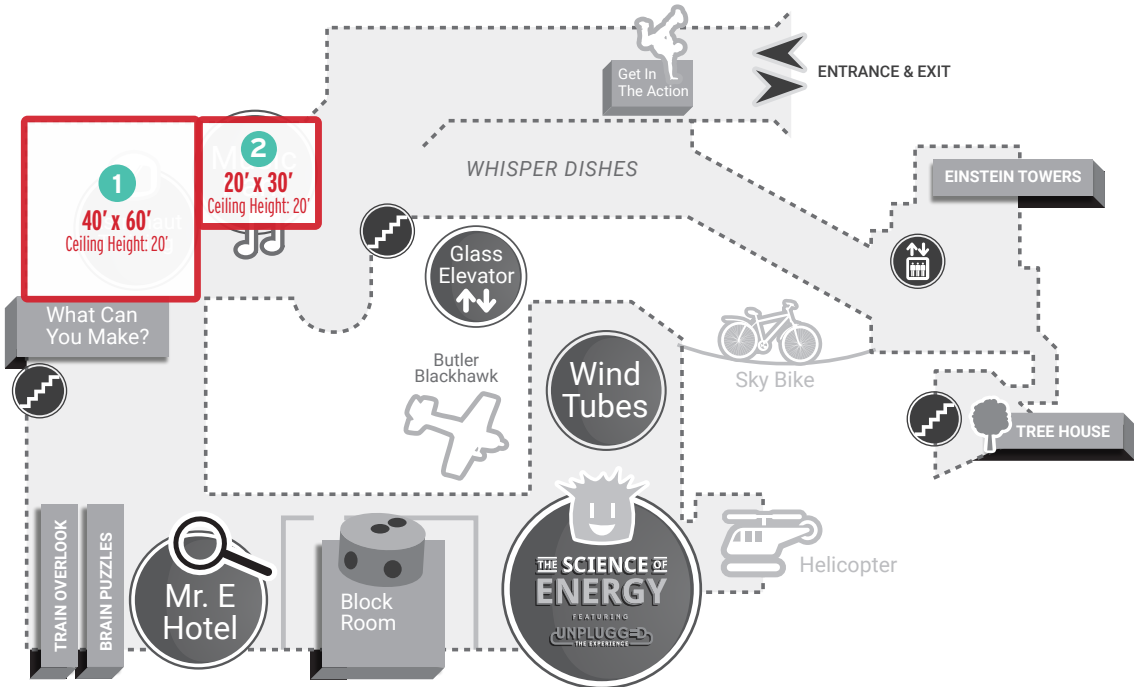 Get In
The Action
ENTRANCE & EXIT
1
40’ x 60’
Ceiling Height: 20’
2
20’ x 30’
Ceiling Height: 20’
WHISPER DISHES
EINSTEIN TOWERS
Glass
Elevator
What Can
You Make?
Butler
Blackhawk
Wind
Tubes
Sky Bike
TREE HOUSE
TRAIN OVERLOOK
BRAIN PUZZLES
Mr. E
Hotel
Block
Room
THE SCIENCE OF
ENERGY
FEATURING
UNPLUGGED
THE EXPERIENCE
Helicopter